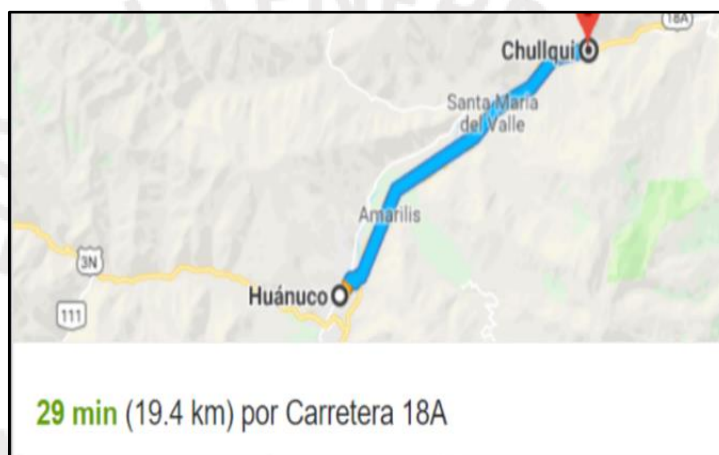 18A
Chullqui
Santa María
del Valle
Amarilis
3N
Huánuco
111
29 min (19.4 km) por Carretera 18A